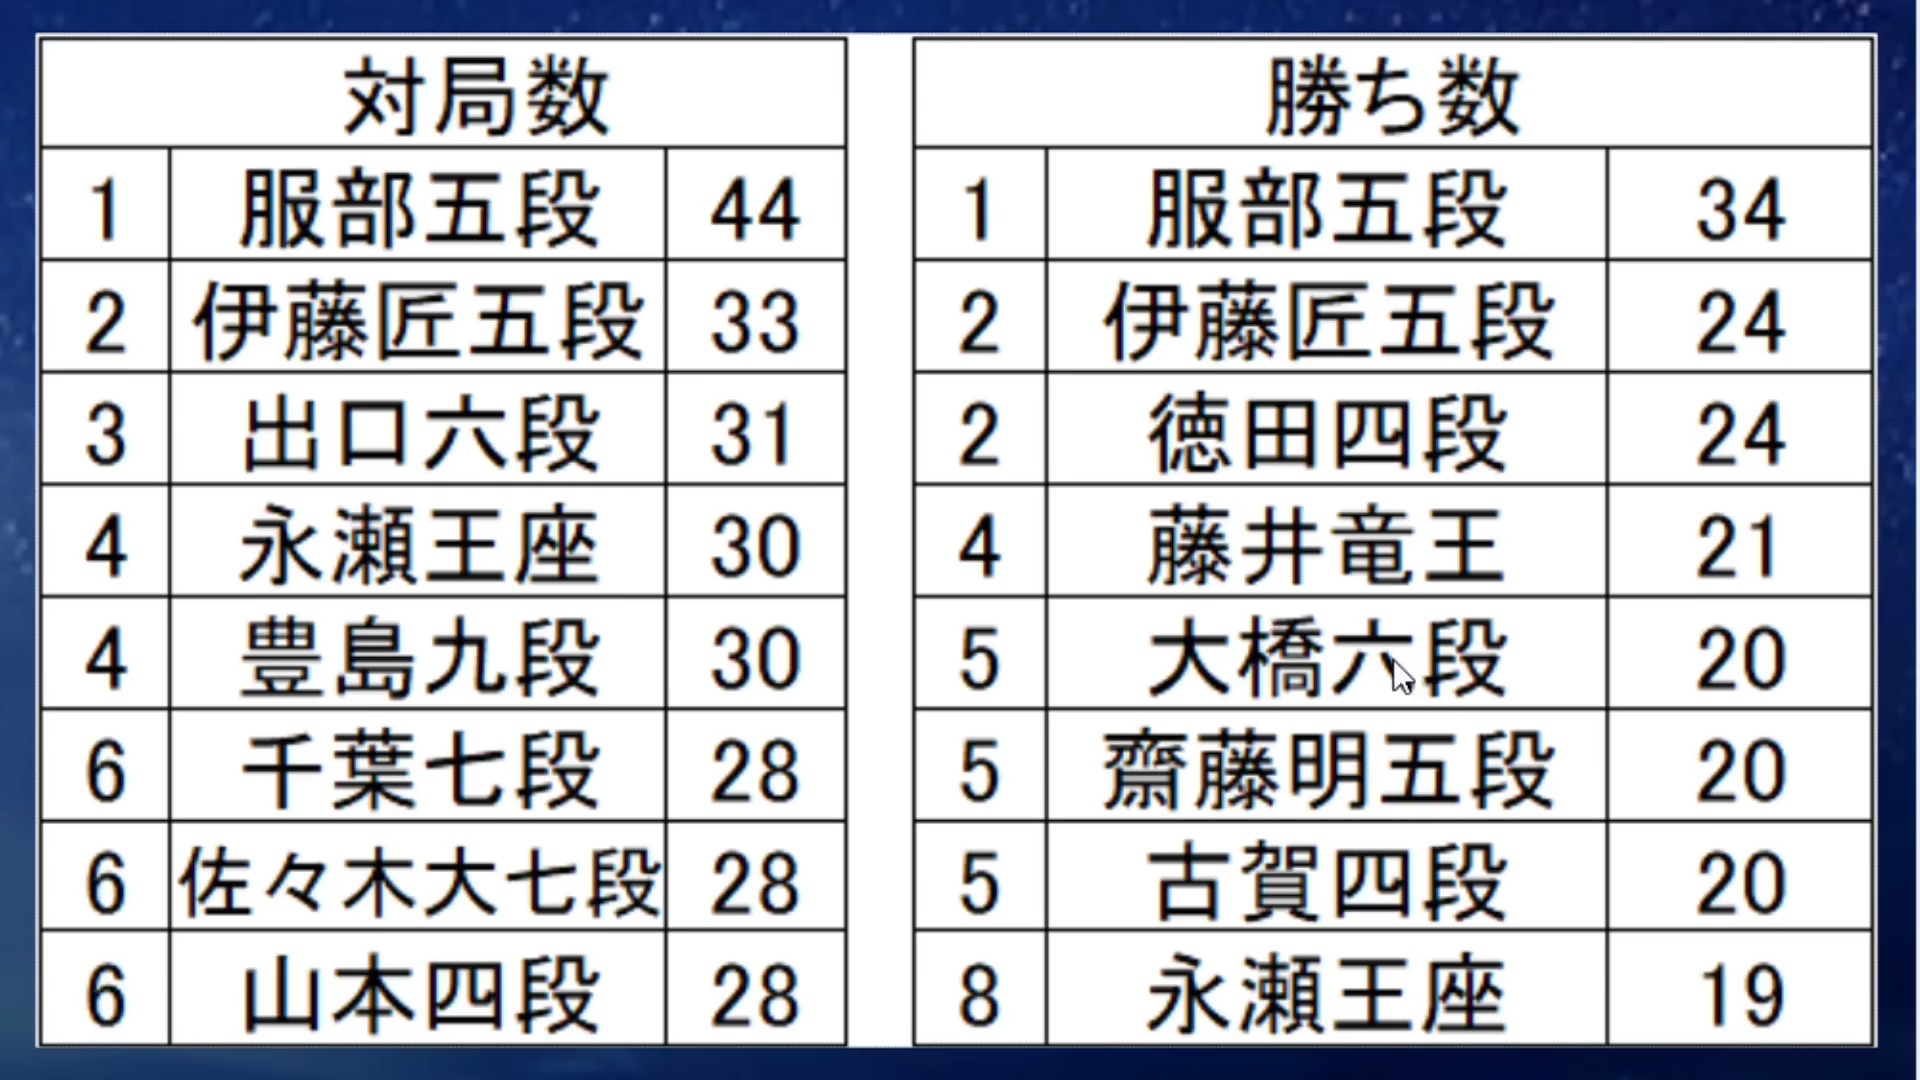 対局数
1 服部五段 44
2 伊藤匠五段 33
3 出口六段 31
4 永瀬王座 30
4 豊島九段 30
6 千葉七段 28
6 佐々木大七段 28
6 山本四段 28
勝ち数
1 服部五段 34
2 伊藤匠五段 24
2 徳田四段 24
4 藤井竜王 21
5 大橋六段 20
5 齋藤明五段 20
5 古賀四段 20
8 永瀬王座 19